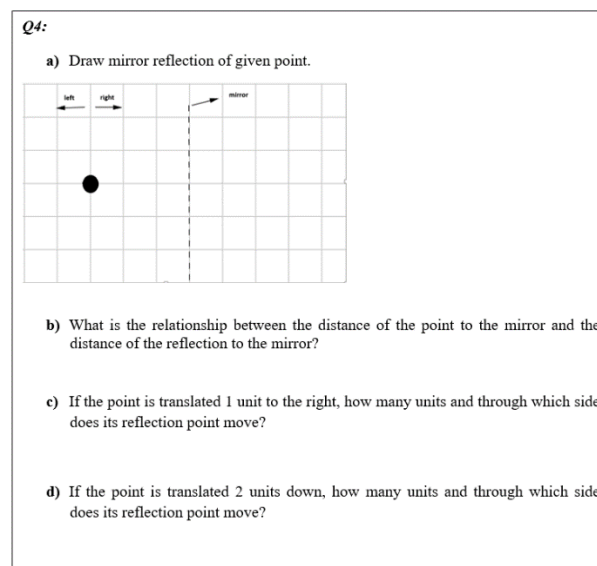 Q4:
a) Draw mirror reflection of given point.
left right mirror
b) What is the relationship between the distance of the point to the mirror and the
distance of the reflection to the mirror?
c) If the point is translated 1 unit to the right, how many units and through which side
does its reflection point move?
d) If the point is translated 2 units down, how many units and through which side
does its reflection point move?